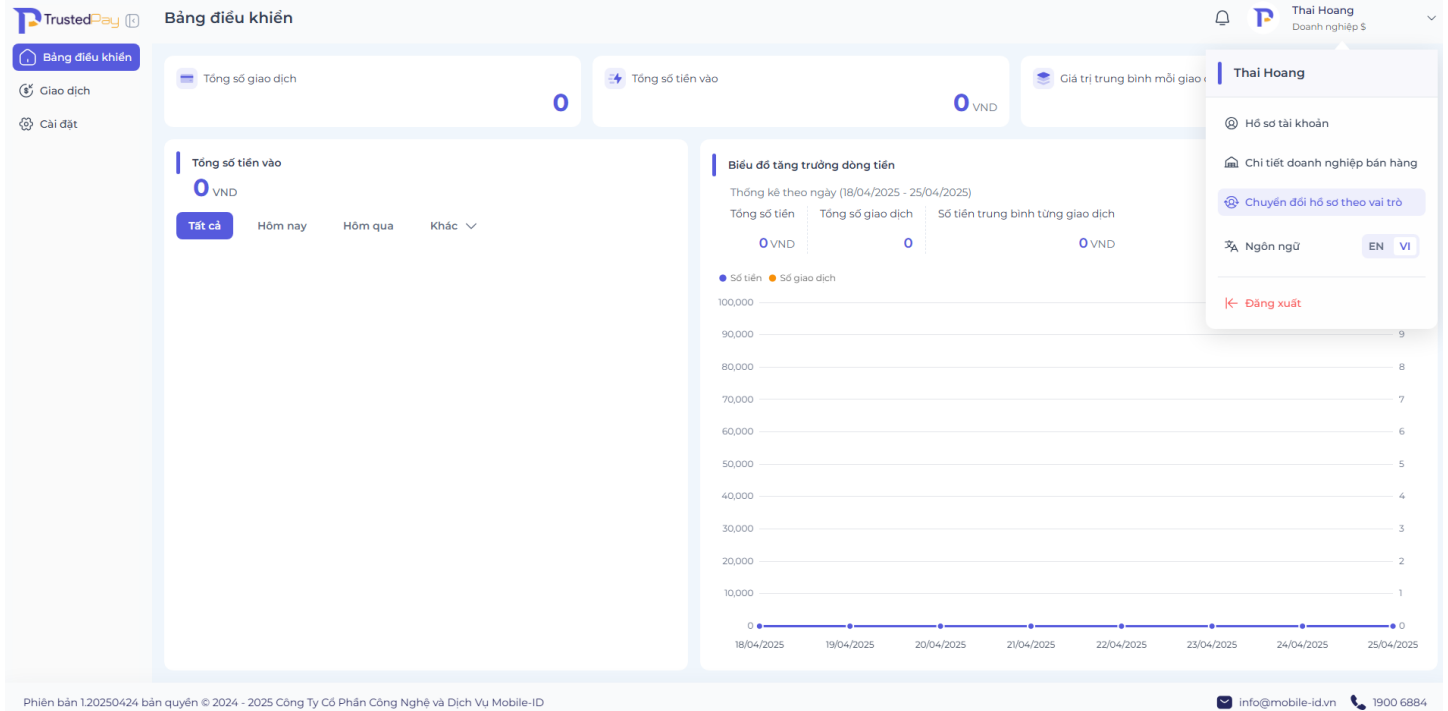 TrustedPay
Bảng điều khiển
Thai Hoang
Doanh nghiệp $
Bảng điều khiển
Giao dịch
Cài đặt
Tổng số giao dịch
0
Tổng số tiền vào
0 VND
Giá trị trung bình mỗi giao
Thai Hoang
Hồ sơ tài khoản
Chi tiết doanh nghiệp bán hàng
Chuyển đổi hồ sơ theo vai trò
Ngôn ngữ EN VI
Đăng xuất
Tổng số tiền vào
0 VND
Tất cả Hôm nay Hôm qua Khác
Biểu đồ tăng trưởng dòng tiền
Thống kê theo ngày (18/04/2025 - 25/04/2025)
Tổng số tiền Tổng số giao dịch Số tiền trung bình từng giao dịch
0 VND 0 0 VND
Số tiền Số giao dịch
100,000
90,000 9
80,000 8
70,000 7
60,000 6
50,000 5
40,000 4
30,000 3
20,000 2
10,000 1
0 0
18/04/2025 19/04/2025 20/04/2025 21/04/2025 22/04/2025 23/04/2025 24/04/2025 25/04/2025
Phiên bản 1.20250424 bản quyền © 2024 - 2025 Công Ty Cổ Phần Công Nghệ và Dịch Vụ Mobile-ID
info@mobile-id.vn 1900 6884